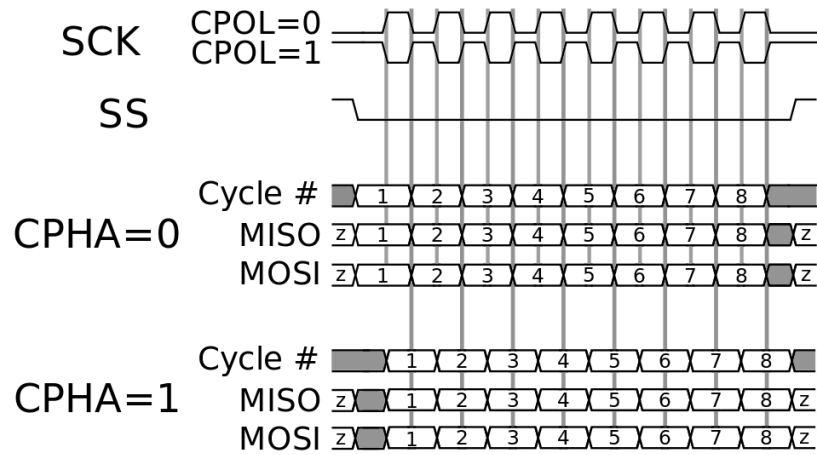 SCK CPOL=0
CPOL=1
SS
Cycle # 1 2 3 4 5 6 7 8
CPHA=0 MISO z 1 2 3 4 5 6 7 8 z
MOSI z 1 2 3 4 5 6 7 8 z
Cycle # 1 2 3 4 5 6 7 8
CPHA=1 MISO z 1 2 3 4 5 6 7 8 z
MOSI z 1 2 3 4 5 6 7 8 z